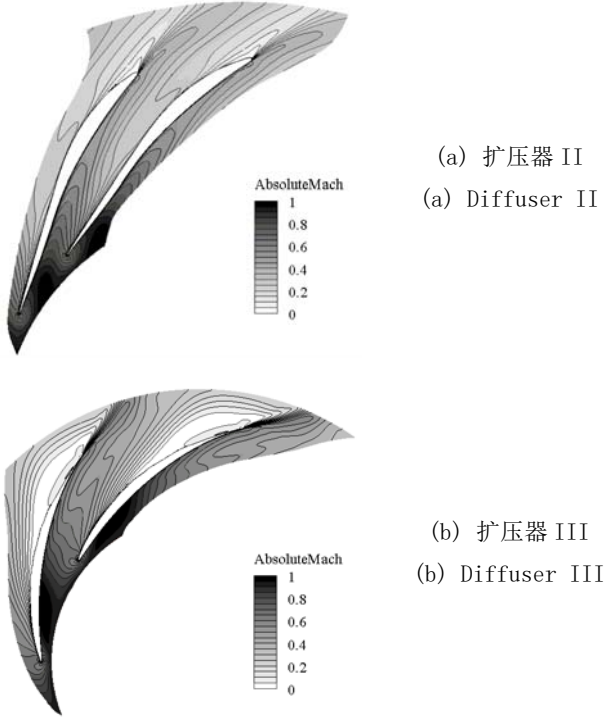 (a) 扩压器 II
(a) Diffuser II
AbsoluteMach
1
0.8
0.6
0.4
0.2
0
(b) 扩压器 III
(b) Diffuser III
AbsoluteMach
1
0.8
0.6
0.4
0.2
0